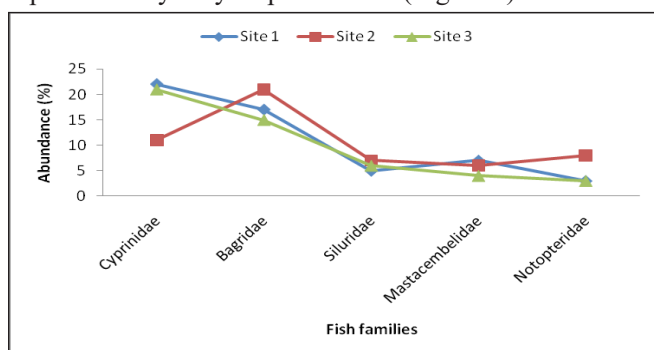 Site 1 Site 2 Site 3
Abundance (%)
25
20
15
10
5
0
Cyprinidae
Bagridae
Siluridae
Mastacembelidae
Notopteridae
Fish families